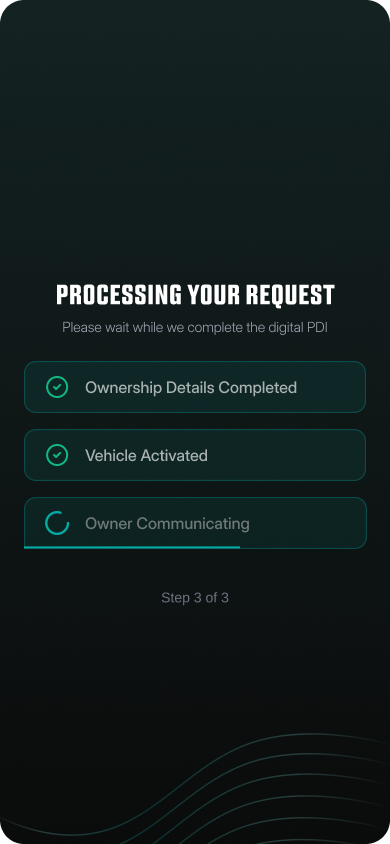 PROCESSING YOUR REQUEST
Please wait while we complete the digital PDI
Ownership Details Completed
Vehicle Activated
Owner Communicating
Step 3 of 3